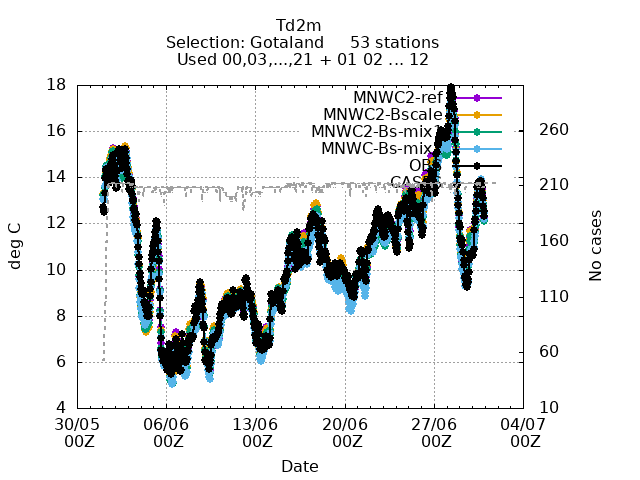 Td2m
Selection: Gotaland 53 stations
Used 00,03,...,21 + 01 02 ... 12
18
16
14
12
10
8
6
4
deg C
MNWC2-ref
MNWC2-Bscale
MNWC2-Bs-mix
MNWC-Bs-mix
260
210
160
110
60
10
No cases
30/05 06/06 13/06 20/06 27/06 04/07
00Z 00Z 00Z 00Z 00Z 00Z
Date